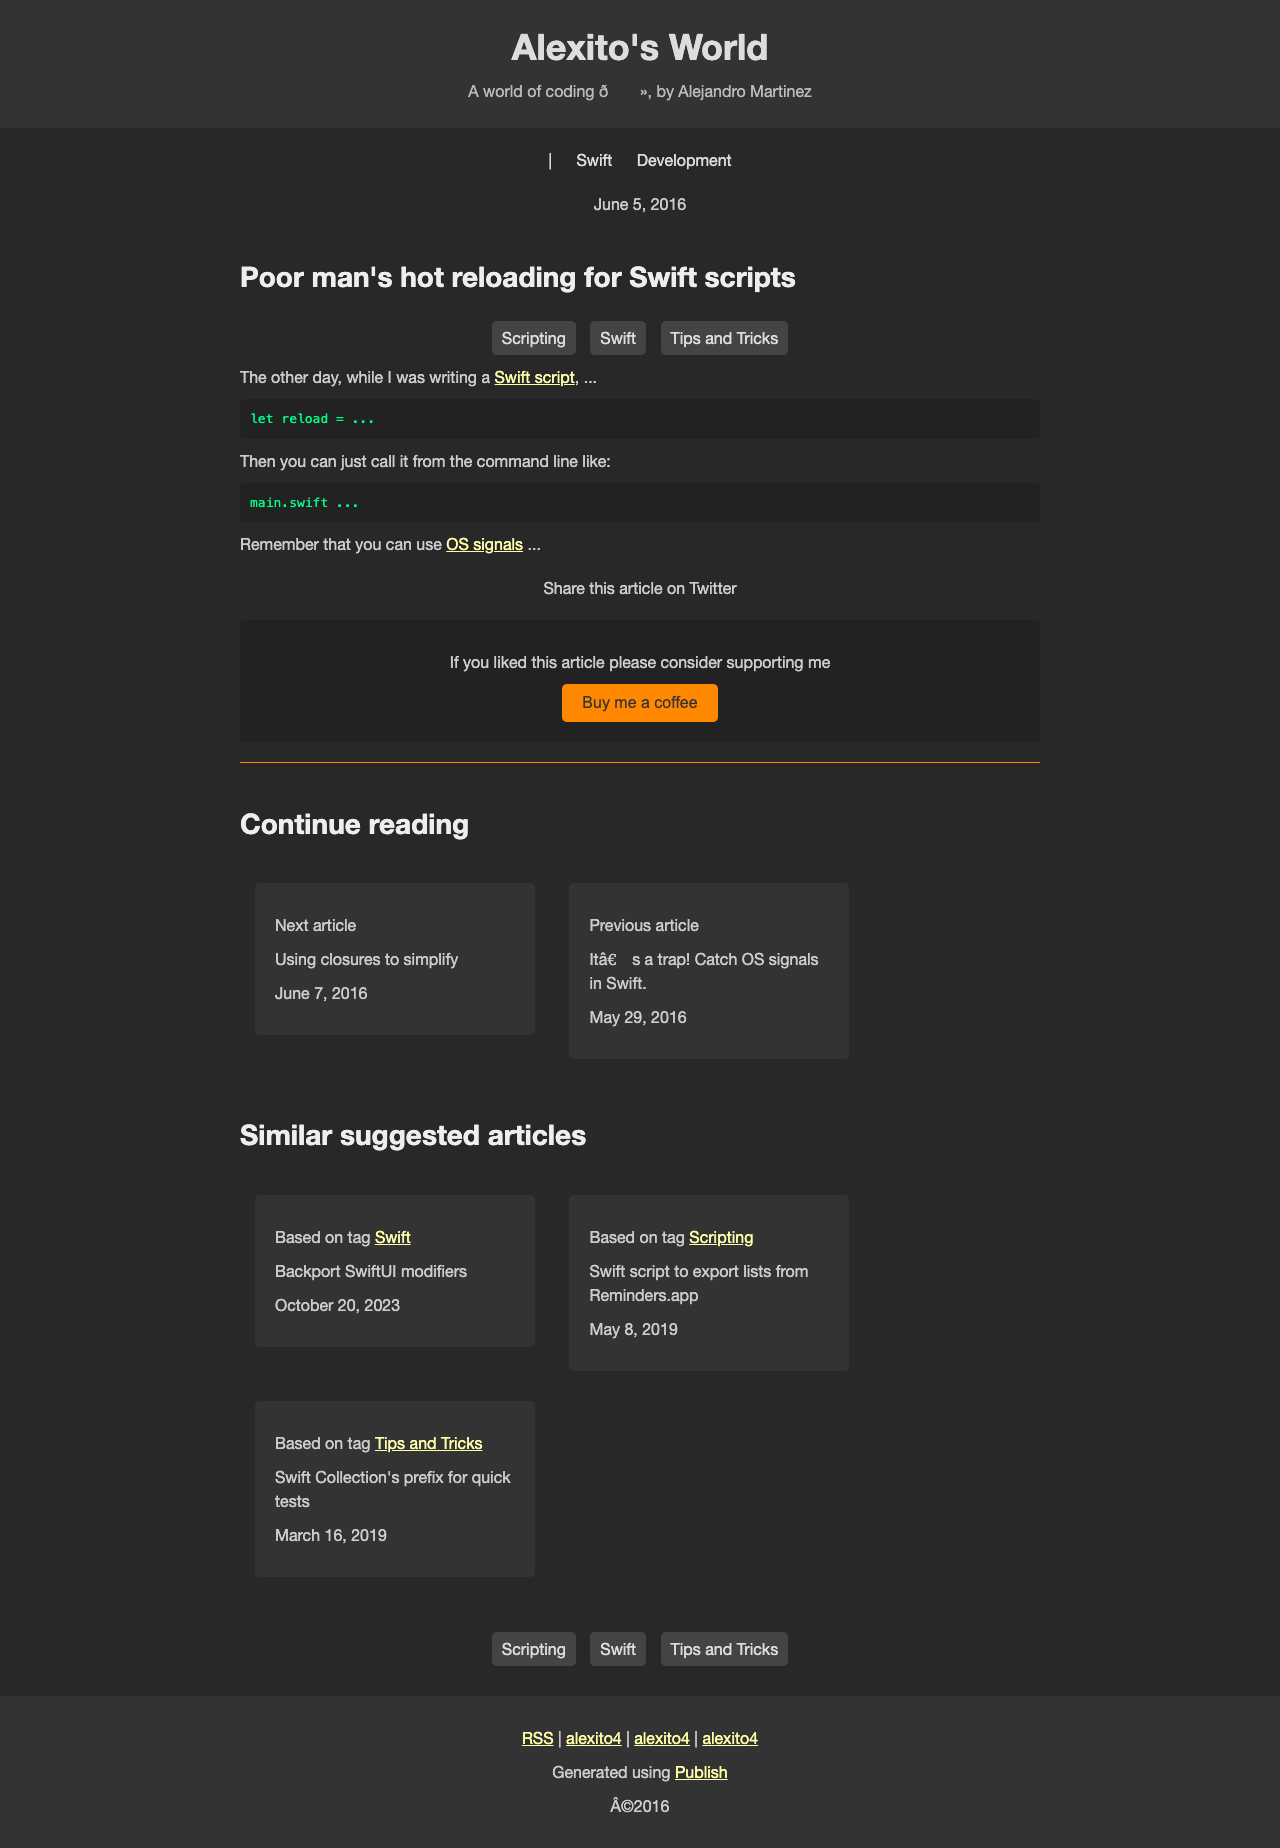 Alexito's World
A world of coding ð    », by Alejandro Martinez
| Swift Development
June 5, 2016
Poor man's hot reloading for Swift scripts
Scripting Swift Tips and Tricks
The other day, while I was writing a Swift script, ...
let reload = ...
Then you can just call it from the command line like:
main.swift ...
Remember that you can use OS signals ...
Share this article on Twitter
If you liked this article please consider supporting me
Buy me a coffee
Continue reading
Next article
Using closures to simplify
June 7, 2016
Previous article
Itâ€  s a trap! Catch OS signals
in Swift.
May 29, 2016
Similar suggested articles
Based on tag Swift
Backport SwiftUI modifiers
October 20, 2023
Based on tag Scripting
Swift script to export lists from
Reminders.app
May 8, 2019
Based on tag Tips and Tricks
Swift Collection's prefix for quick
tests
March 16, 2019
Scripting Swift Tips and Tricks
RSS | alexito4 | alexito4 | alexito4
Generated using Publish
Â©2016